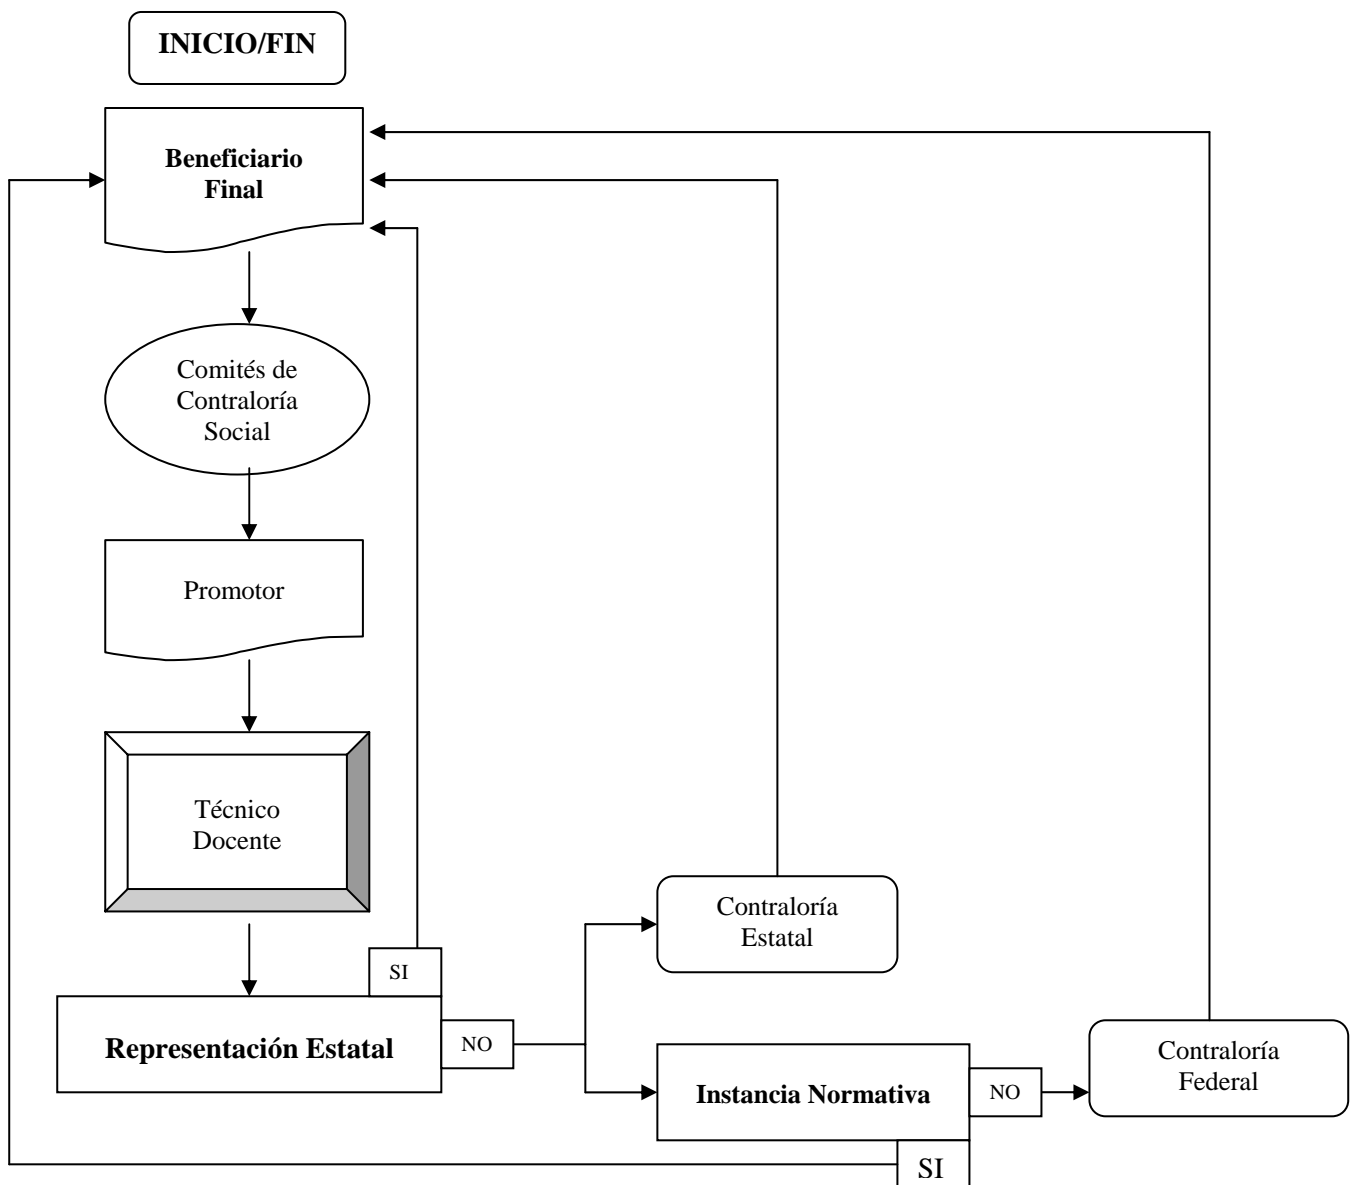 INICIO/FIN
Beneficiario
Final
Comités de
Contraloría
Social
Promotor
Técnico
Docente
SI
Representación Estatal
NO
Contraloría
Estatal
Instancia Normativa
NO
SI
Contraloría
Federal